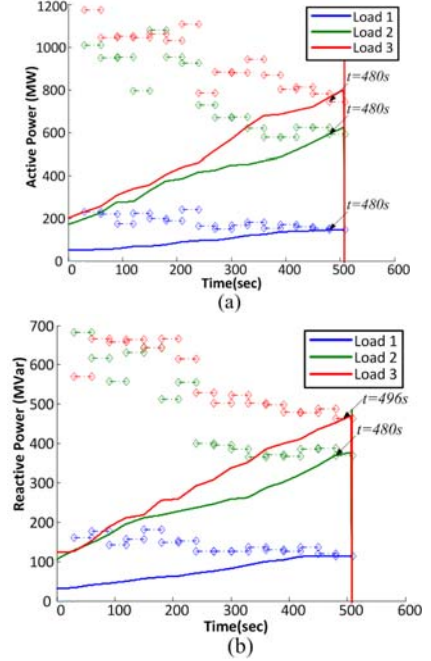 1200
1000
800
600
400
200
0
Active Power (MW)
Load 1
Load 2
Load 3
t=480s
t=480s
t=480s
0 100 200 300 400 500 600
Time(sec)
(a)
700
600
500
400
300
200
100
0
Reactive Power (MVar)
Load 1
Load 2
Load 3
t=496s
t=480s
0 100 200 300 400 500 600
Time(sec)
(b)